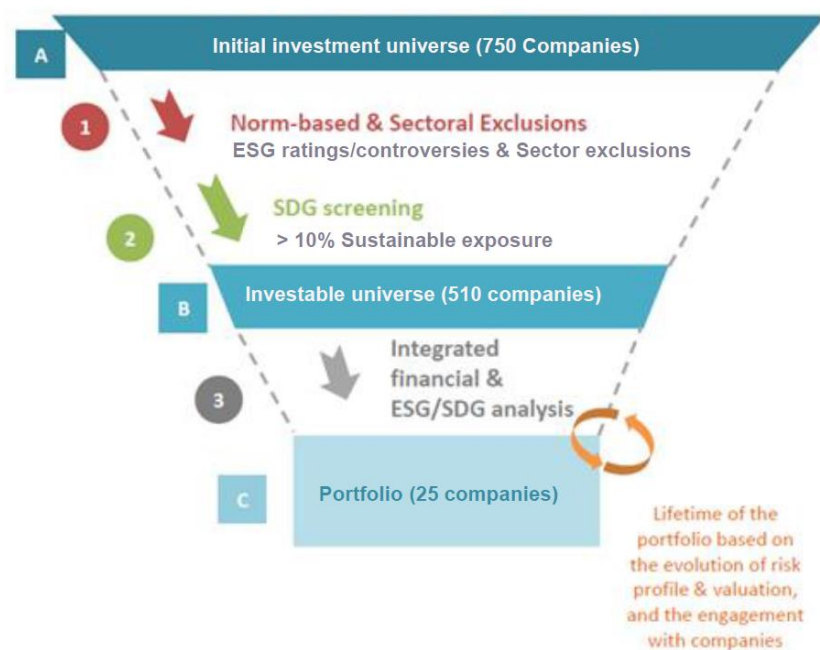 A
Initial investment universe (750 Companies)
1
Norm-based & Sectoral Exclusions
ESG ratings/controversies & Sector exclusions
2
SDG screening
> 10% Sustainable exposure
B
Investable universe (510 companies)
3
Integrated
financial &
ESG/SDG analysis
C
Portfolio (25 companies)
Lifetime of the
portfolio based on
the evolution of risk
profile & valuation,
and the engagement
with companies